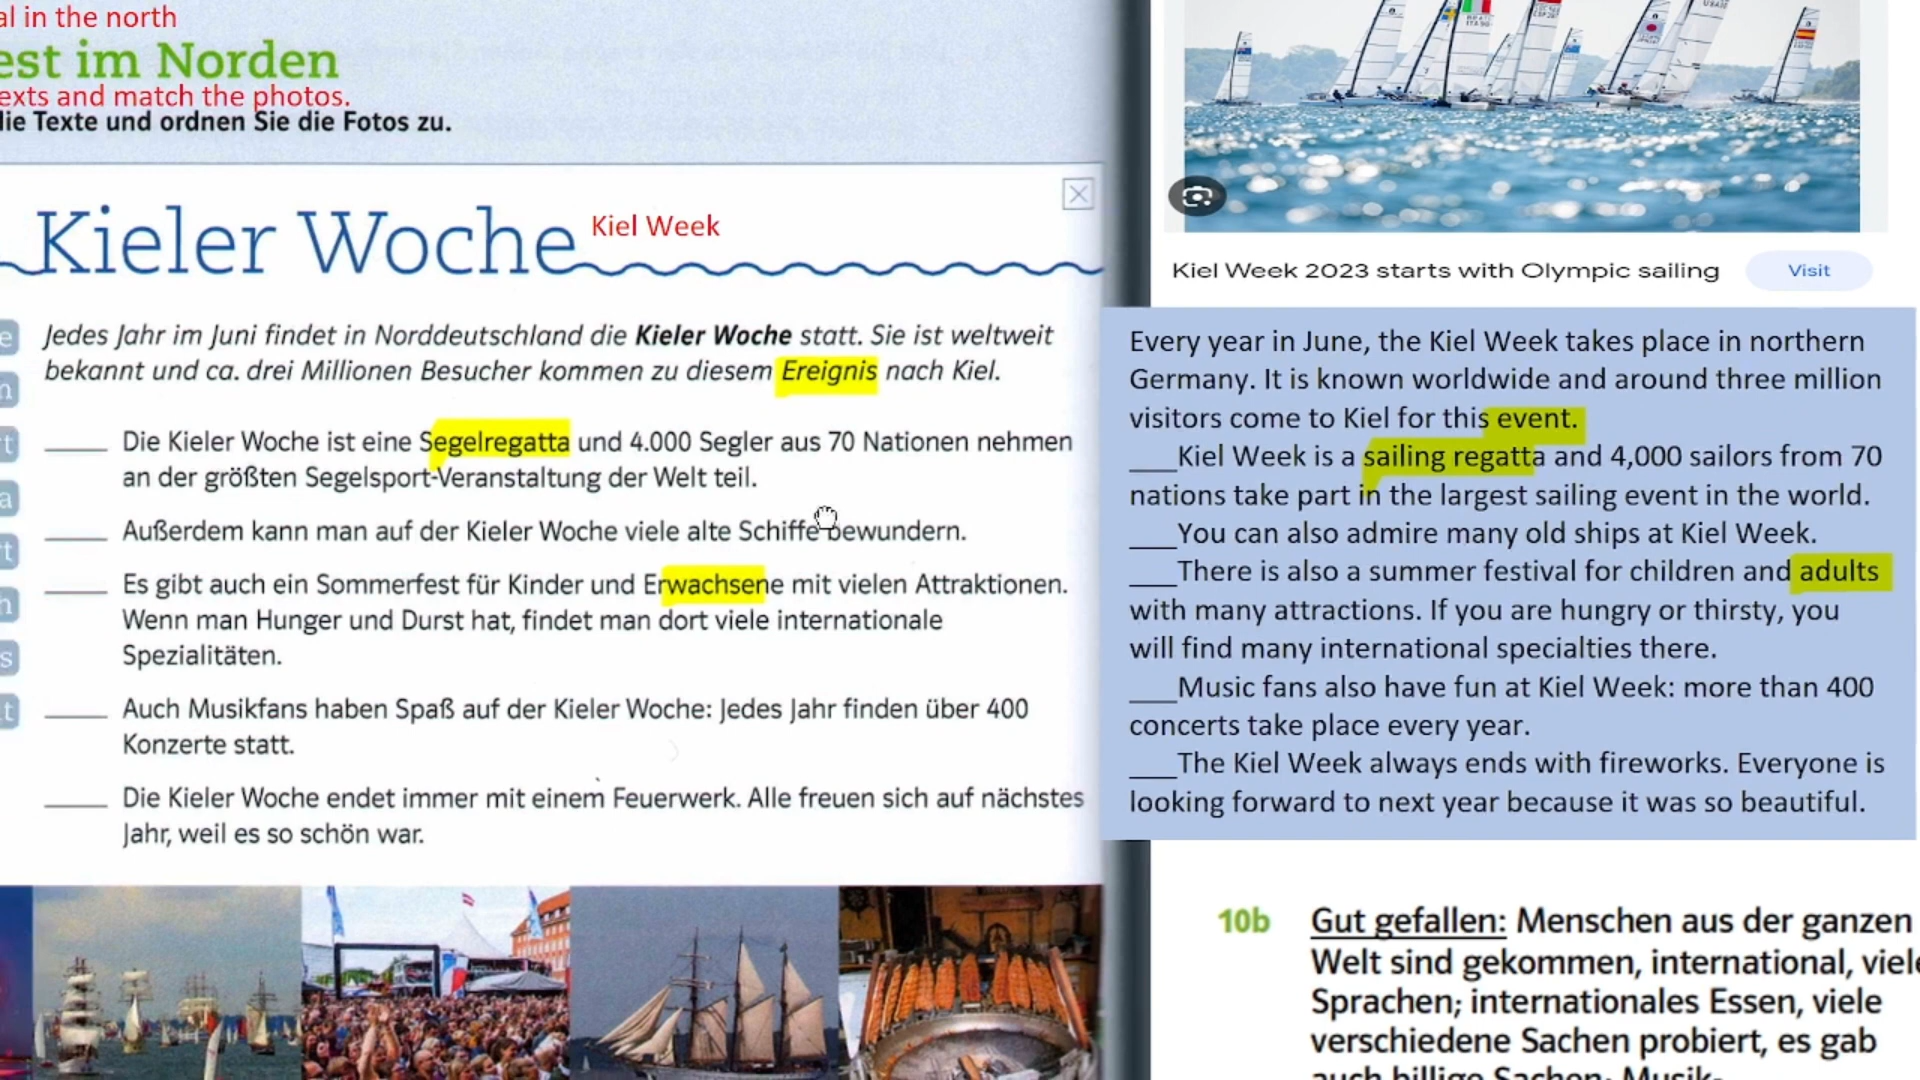 al in the north
est im Norden
exts and match the photos.
die Texte und ordnen Sie die Fotos zu.
Kieler Woche
Kiel Week
Jedes Jahr im Juni findet in Norddeutschland die Kieler Woche statt. Sie ist weltweit
bekannt und ca. drei Millionen Besucher kommen zu diesem Ereignis nach Kiel.
____ Die Kieler Woche ist eine Segelregatta und 4.000 Segler aus 70 Nationen nehmen
an der größten Segelsport-Veranstaltung der Welt teil.
____ Außerdem kann man auf der Kieler Woche viele alte Schiffe bewundern.
____ Es gibt auch ein Sommerfest für Kinder und Erwachsene mit vielen Attraktionen.
Wenn man Hunger und Durst hat, findet man dort viele internationale
Spezialitäten.
____ Auch Musikfans haben Spaß auf der Kieler Woche: Jedes Jahr finden über 400
Konzerte statt.
____ Die Kieler Woche endet immer mit einem Feuerwerk. Alle freuen sich auf nächstes
Jahr, weil es so schön war.
e
n
t
a
t
h
s
t
Kiel Week 2023 starts with Olympic sailing
Visit
Every year in June, the Kiel Week takes place in northern
Germany. It is known worldwide and around three million
visitors come to Kiel for this event.
___Kiel Week is a sailing regatta and 4,000 sailors from 70
nations take part in the largest sailing event in the world.
___You can also admire many old ships at Kiel Week.
___There is also a summer festival for children and adults
with many attractions. If you are hungry or thirsty, you
will find many international specialties there.
___Music fans also have fun at Kiel Week: more than 400
concerts take place every year.
___The Kiel Week always ends with fireworks. Everyone is
looking forward to next year because it was so beautiful.
10b
Gut gefallen: Menschen aus der ganzen
Welt sind gekommen, international, viele
Sprachen; internationales Essen, viele
verschiedene Sachen probiert, es gab
auch billige Sachen; Musik-